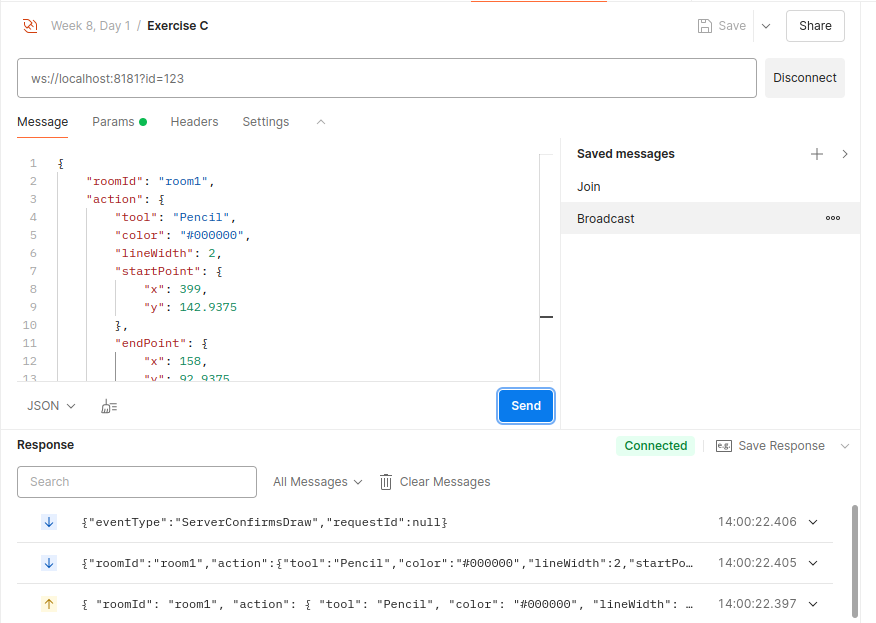 Week 8, Day 1 / Exercise C
Save
Share
ws://localhost:8181?id=123
Disconnect
Message Params Headers Settings
1 {
2 "roomId": "room1",
3 "action": {
4 "tool": "Pencil",
5 "color": "#000000",
6 "lineWidth": 2,
7 "startPoint": {
8 "x": 399,
9 "y": 142.9375
10 },
11 "endPoint": {
12 "x": 158,
13 "y": 92.9375
Saved messages
Join
Broadcast
JSON
Send
Response
Connected
e.g. Save Response
Search
All Messages
Clear Messages
{"eventType":"ServerConfirmsDraw","requestId":null} 14:00:22.406
{"roomId":"room1","action":{"tool":"Pencil","color":"#000000","lineWidth":2,"startPo… 14:00:22.405
{ "roomId": "room1", "action": { "tool": "Pencil", "color": "#000000", "lineWidth": … 14:00:22.397